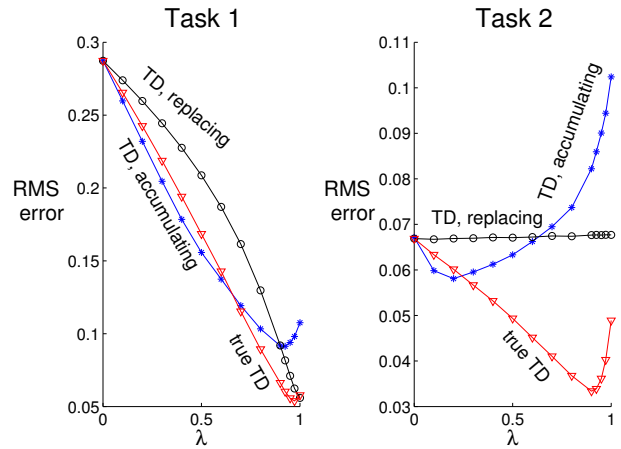 Task 1
0.3
0.25
0.2
0.15
0.1
0.05
RMS
error
TD, replacing
TD, accumulating
true TD
0
0.5
1
λ
Task 2
0.11
0.1
0.09
0.08
0.07
0.06
0.05
0.04
0.03
RMS
error
TD, accumulating
TD, replacing
true TD
0
0.5
1
λ